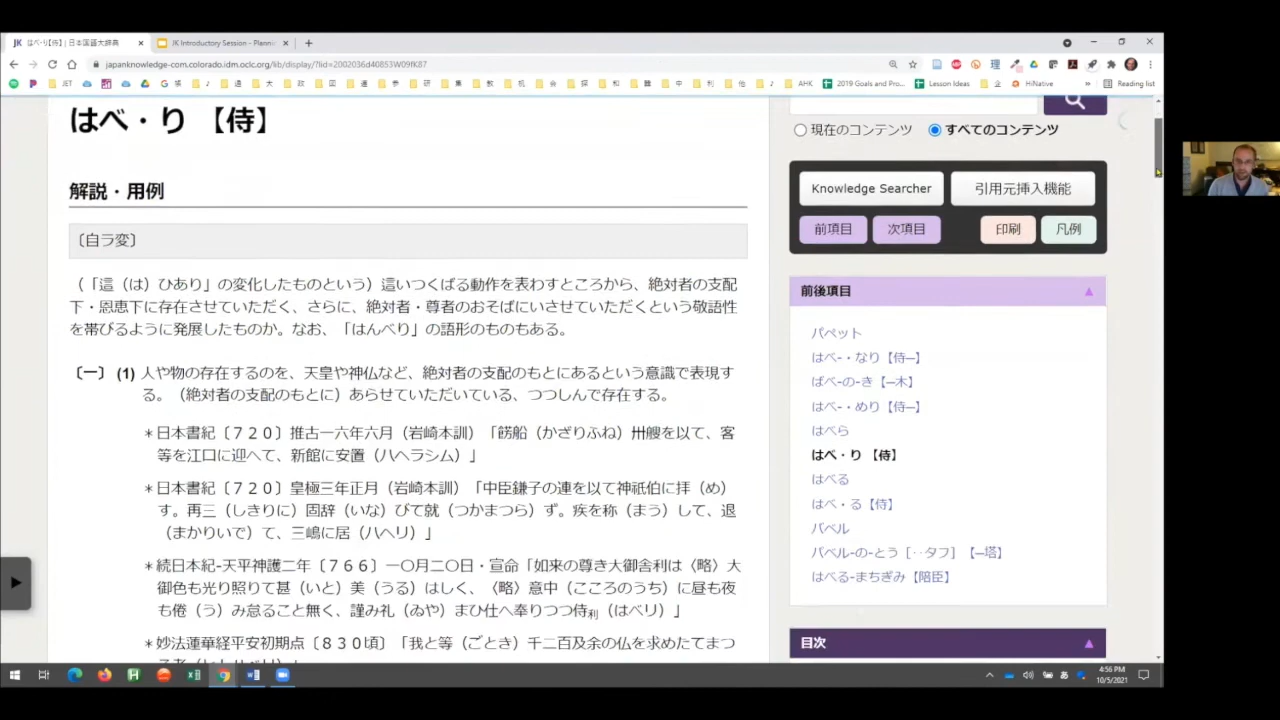 はべ・り【侍】 | 日本国語大辞典
JK Introductory Session - Plannin
japanknowledge-com.colorado.idm.oclc.org/lib/display/?lid=2002036d40853W09fK87
JET
G
帳
遠
大
政
図
運
参
研
集
教
机
会
探
和
雑
中
利
他
AHK
2019 Goals and Pro...
Lesson Ideas
企
HiNative
»
Reading list
はべ・り 【侍】
解説・用例
〔自ラ変〕
(「這(は)ひあり」の変化したものという)這いつくばる動作を表わすところから、絶対者の支配
下・恩恵下に存在させていただく、さらに、絶対者・尊者のおそばにいさせていただくという敬語性
を帯びるように発展したものか。なお、「はんべり」の語形のものもある。
〔一〕 (1) 人や物の存在するのを、天皇や神仏など、絶対者の支配のもとにあるという意識で表現す
る。(絶対者の支配のもとに)あらせていただいている、つつしんで存在する。
*日本書紀〔720〕推古一六年六月(岩崎本訓)「餝船(かざりふね)卅艘を以て、客
等を江口に迎へて、新館に安置(ハヘラシム)」
*日本書紀〔720〕皇極三年正月(岩崎本訓)「中臣鎌子の連を以て神祇伯に拝(め)
す。再三(しきりに)固辞(いな)びて就(つかまつら)ず。疾を称(まう)して、退
(まかりいで)て、三嶋に居(ハヘリ)」
*続日本紀-天平神護二年〔766〕一〇月二〇日・宣命「如来の尊き大御舎利は〈略〉大
御色も光り照りて甚(いと)美(うる)はしく、〈略〉意中(こころのうち)に昼も夜
も倦(う)み怠ること無く、謹み礼(ゐや)まひ仕へ奉りつつ侍利(はべリ)」
*妙法蓮華経平安初期点〔830頃〕「我と等(ごとき)千二百及余の仏を求めたてまつ
現在のコンテンツ
すべてのコンテンツ
Knowledge Searcher
引用元挿入機能
前項目
次項目
印刷
凡例
前後項目
パペット
はべ-・なり【侍─】
ばべ-の-き【─木】
はべ-・めり【侍─】
はべら
はべ・り 【侍】
はべる
はべ・る【侍】
バベル
バベル-の-とう[‥タフ]【─塔】
はべる-まちぎみ【陪臣】
目次
4:56 PM
10/5/2021